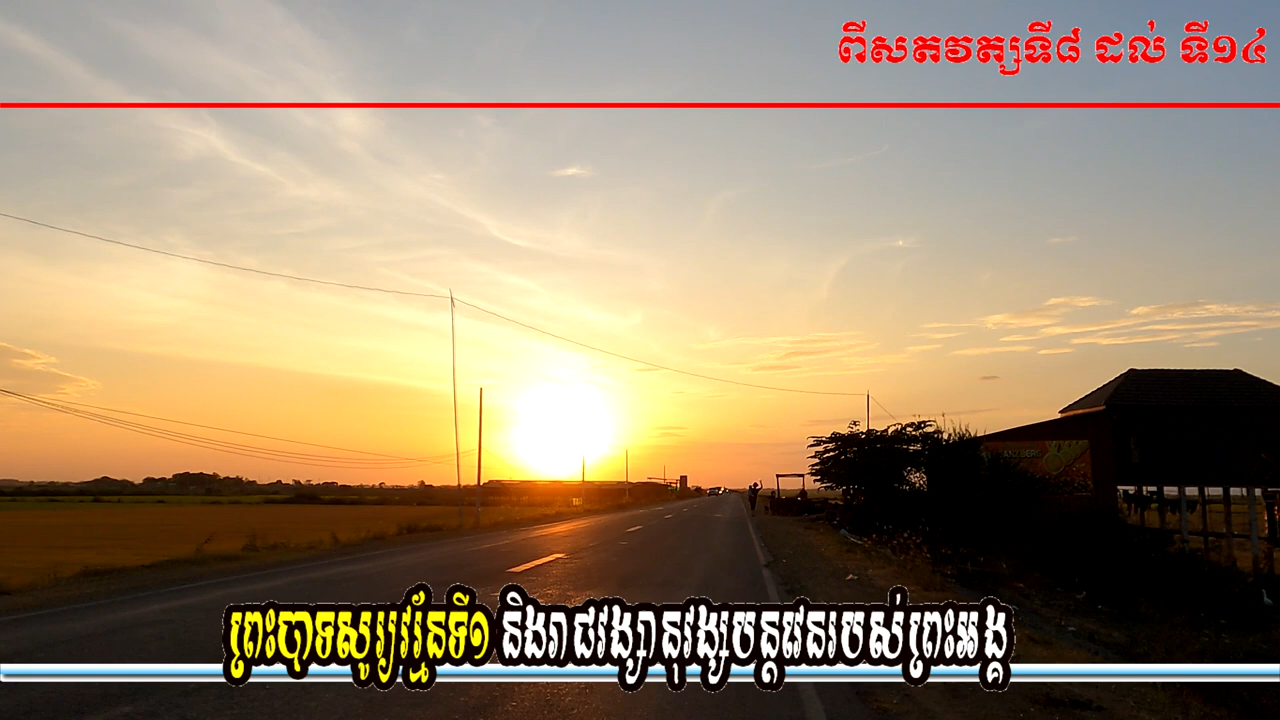 ពីសតវត្សទី៨ ដល់ ទី១៤
ព្រះបាទសូរ្យវរ្ម័នទី១ និងរាជវង្សានុវង្សបន្តវេនរបស់ព្រះអង្គ